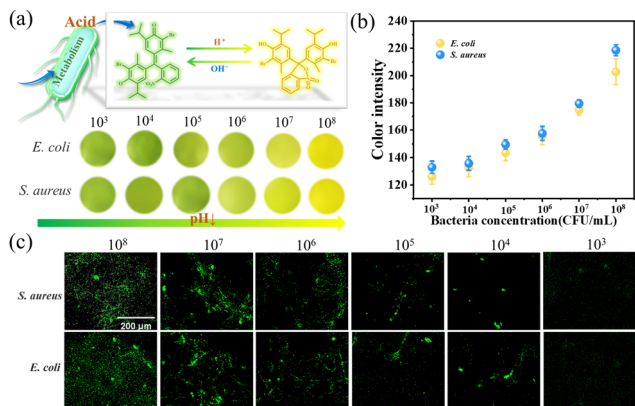 (a)
Acid
Metabolism
H⁺
OH⁻
10³ 10⁴ 10⁵ 10⁶ 10⁷ 10⁸
E. coli
S. aureus
pH↓
(b)
E. coli
S. aureus
Color intensity
240
220
200
180
160
140
120
10³ 10⁴ 10⁵ 10⁶ 10⁷ 10⁸
Bacteria concentration(CFU/mL)
(c)
10⁸ 10⁷ 10⁶ 10⁵ 10⁴ 10³
S. aureus
200 μm
E. coli